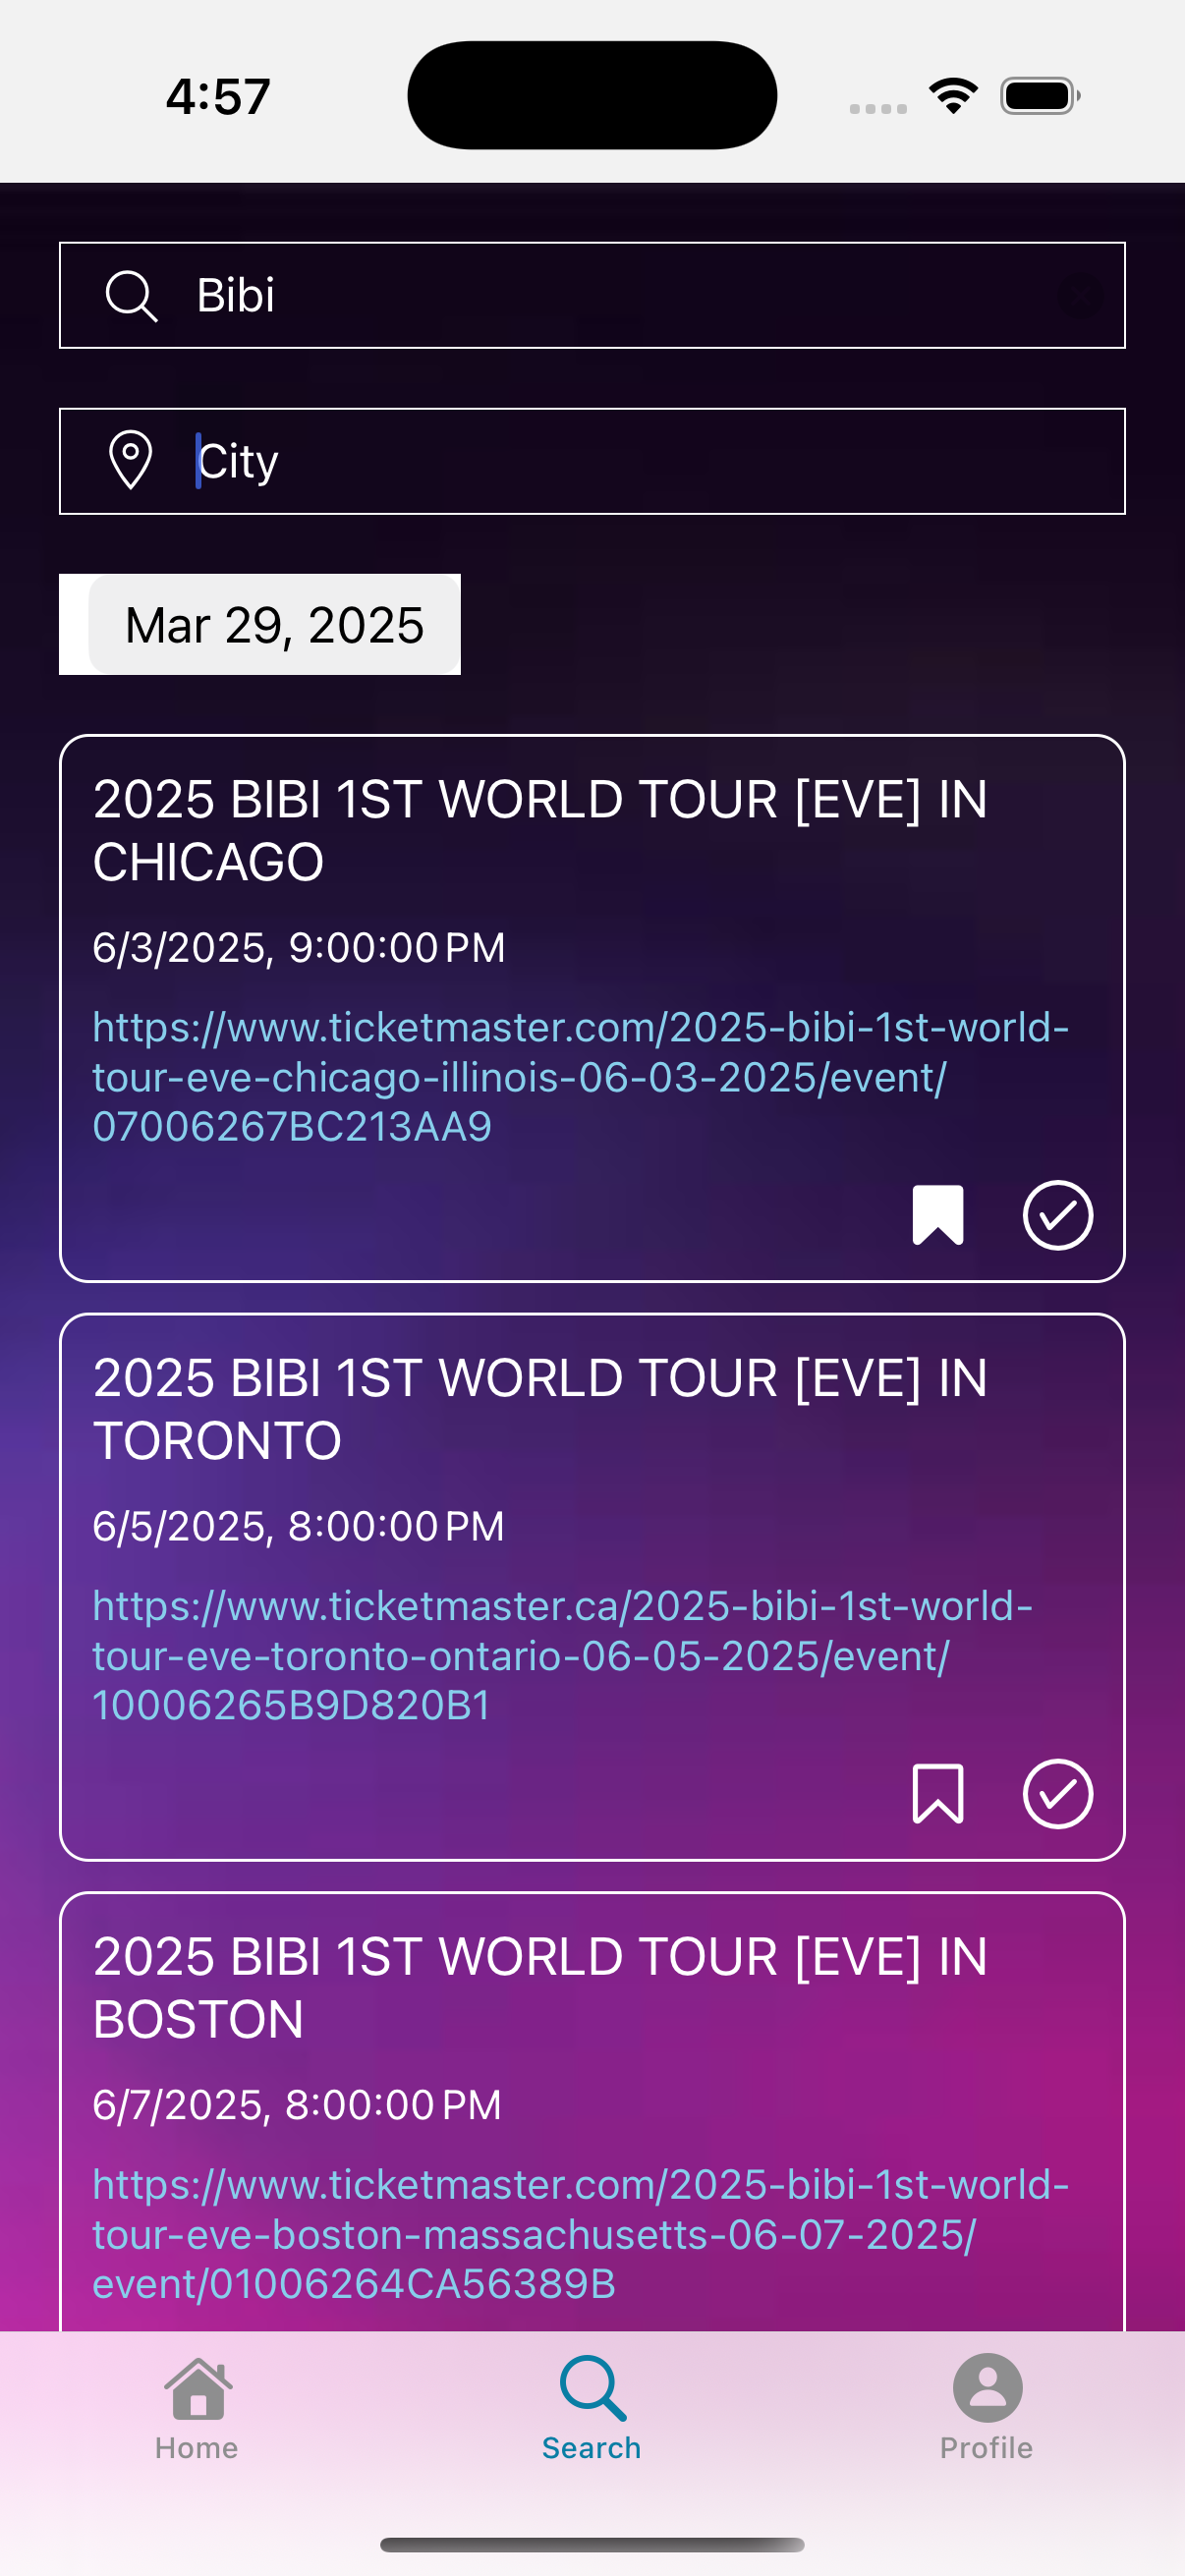 4:57
Bibi
City
Mar 29, 2025
2025 BIBI 1ST WORLD TOUR [EVE] IN
CHICAGO
6/3/2025, 9:00:00 PM
https://www.ticketmaster.com/2025-bibi-1st-world-
tour-eve-chicago-illinois-06-03-2025/event/
07006267BC213AA9
2025 BIBI 1ST WORLD TOUR [EVE] IN
TORONTO
6/5/2025, 8:00:00 PM
https://www.ticketmaster.ca/2025-bibi-1st-world-
tour-eve-toronto-ontario-06-05-2025/event/
10006265B9D820B1
2025 BIBI 1ST WORLD TOUR [EVE] IN
BOSTON
6/7/2025, 8:00:00 PM
https://www.ticketmaster.com/2025-bibi-1st-world-
tour-eve-boston-massachusetts-06-07-2025/
event/01006264CA56389B
Home
Search
Profile